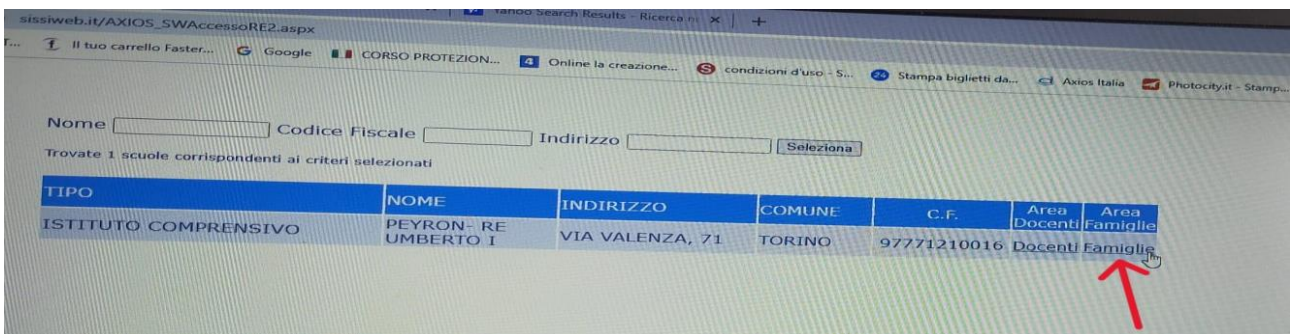 Yahoo Search Results - Ricerca
sissiweb.it/AXIOS_SWAccessoRE2.aspx
Il tuo carrello Faster... Google CORSO PROTEZION... 4 Online la creazione... condizioni d'uso - S... 24 Stampa biglietti da... Axios Italia Photocity.it - Stamp...
Nome Codice Fiscale Indirizzo Seleziona
Trovate 1 scuole corrispondenti ai criteri selezionati
TIPO NOME INDIRIZZO COMUNE C.F. Area Docenti Area Famiglie
ISTITUTO COMPRENSIVO PEYRON- RE UMBERTO I VIA VALENZA, 71 TORINO 97771210016 Docenti Famiglie